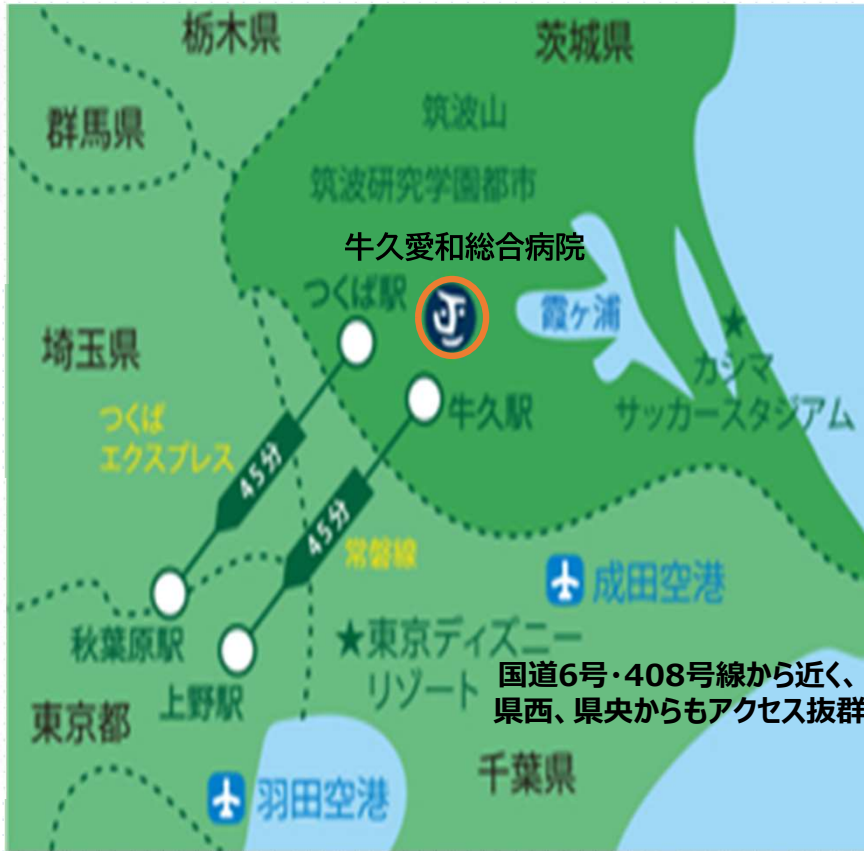 栃木県
茨城県
群馬県
筑波山
筑波研究学園都市
牛久愛和総合病院
つくば駅
霞ヶ浦
埼玉県
カシマ
サッカースタジアム
牛久駅
つくば
エクスプレス
45分
45分
常磐線
成田空港
秋葉原駅
★東京ディズニー
リゾート
上野駅
国道6号・408号線から近く、
県西、県央からもアクセス抜群
東京都
千葉県
羽田空港